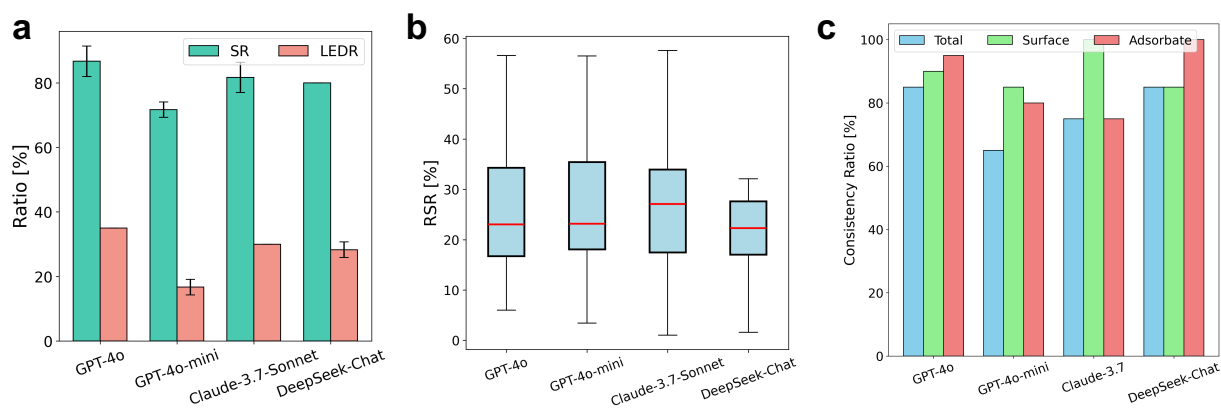 a
SR
LEDR
Ratio [%]
80
60
40
20
0
GPT-4o
GPT-4o-mini
Claude-3.7-Sonnet
DeepSeek-Chat
b
RSR [%]
60
50
40
30
20
10
0
GPT-4o
GPT-4o-mini
Claude-3.7-Sonnet
DeepSeek-Chat
c
Total
Surface
Adsorbate
Consistency Ratio [%]
100
80
60
40
20
0
GPT-4o
GPT-4o-mini
Claude-3.7
DeepSeek-Chat